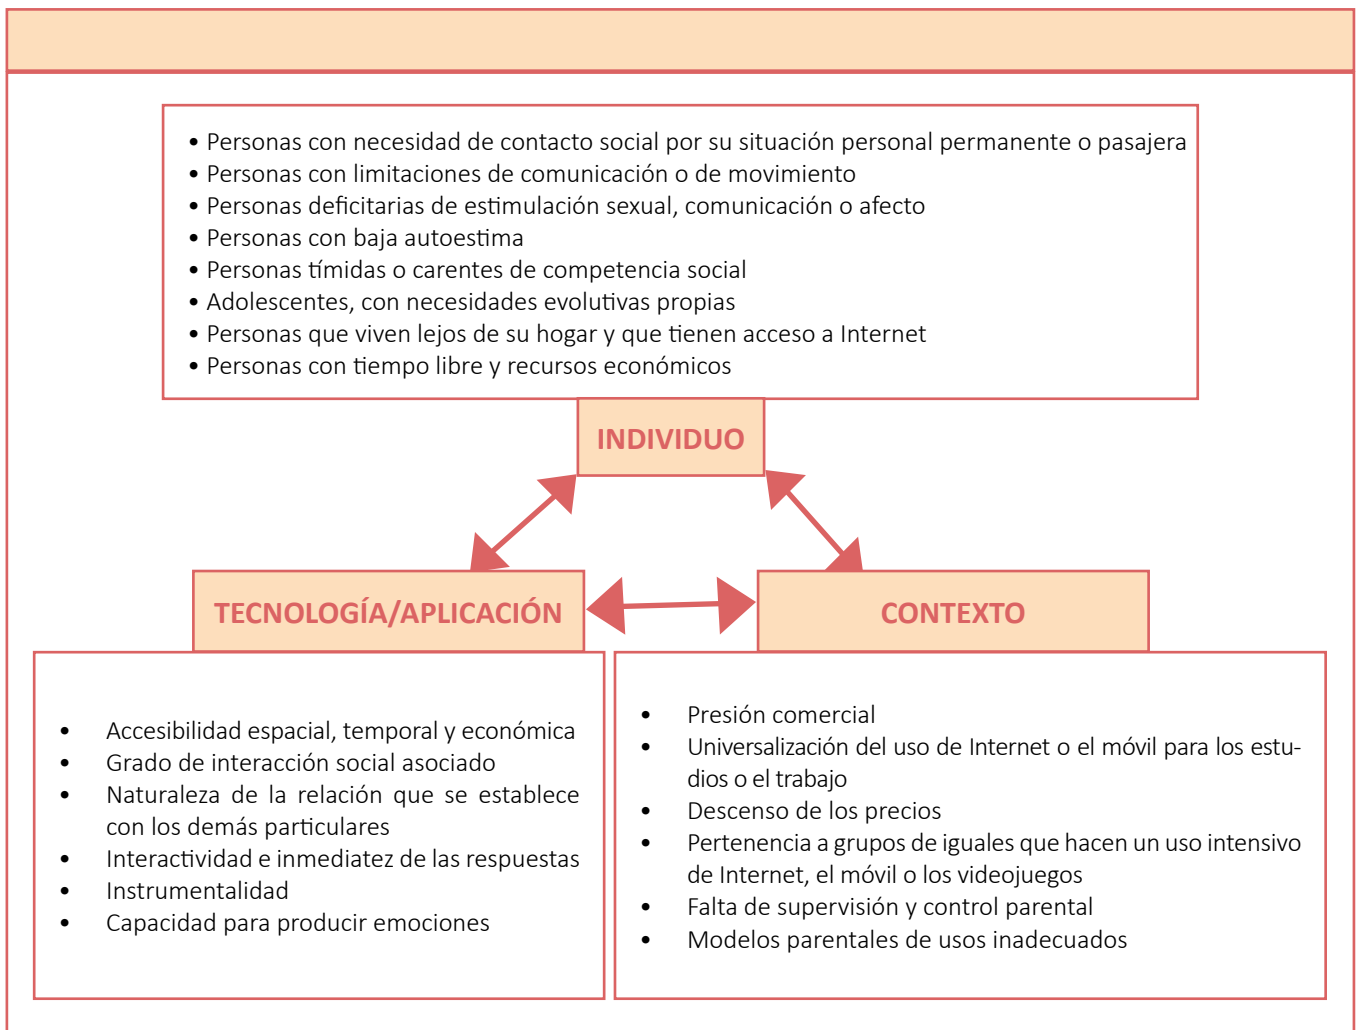 • Personas con necesidad de contacto social por su situación personal permanente o pasajera
• Personas con limitaciones de comunicación o de movimiento
• Personas deficitarias de estimulación sexual, comunicación o afecto
• Personas con baja autoestima
• Personas tímidas o carentes de competencia social
• Adolescentes, con necesidades evolutivas propias
• Personas que viven lejos de su hogar y que tienen acceso a Internet
• Personas con tiempo libre y recursos económicos
INDIVIDUO
TECNOLOGÍA/APLICACIÓN
• Accesibilidad espacial, temporal y económica
• Grado de interacción social asociado
• Naturaleza de la relación que se establece
con los demás particulares
• Interactividad e inmediatez de las respuestas
• Instrumentalidad
• Capacidad para producir emociones
CONTEXTO
• Presión comercial
• Universalización del uso de Internet o el móvil para los estu-
dios o el trabajo
• Descenso de los precios
• Pertenencia a grupos de iguales que hacen un uso intensivo
de Internet, el móvil o los videojuegos
• Falta de supervisión y control parental
• Modelos parentales de usos inadecuados